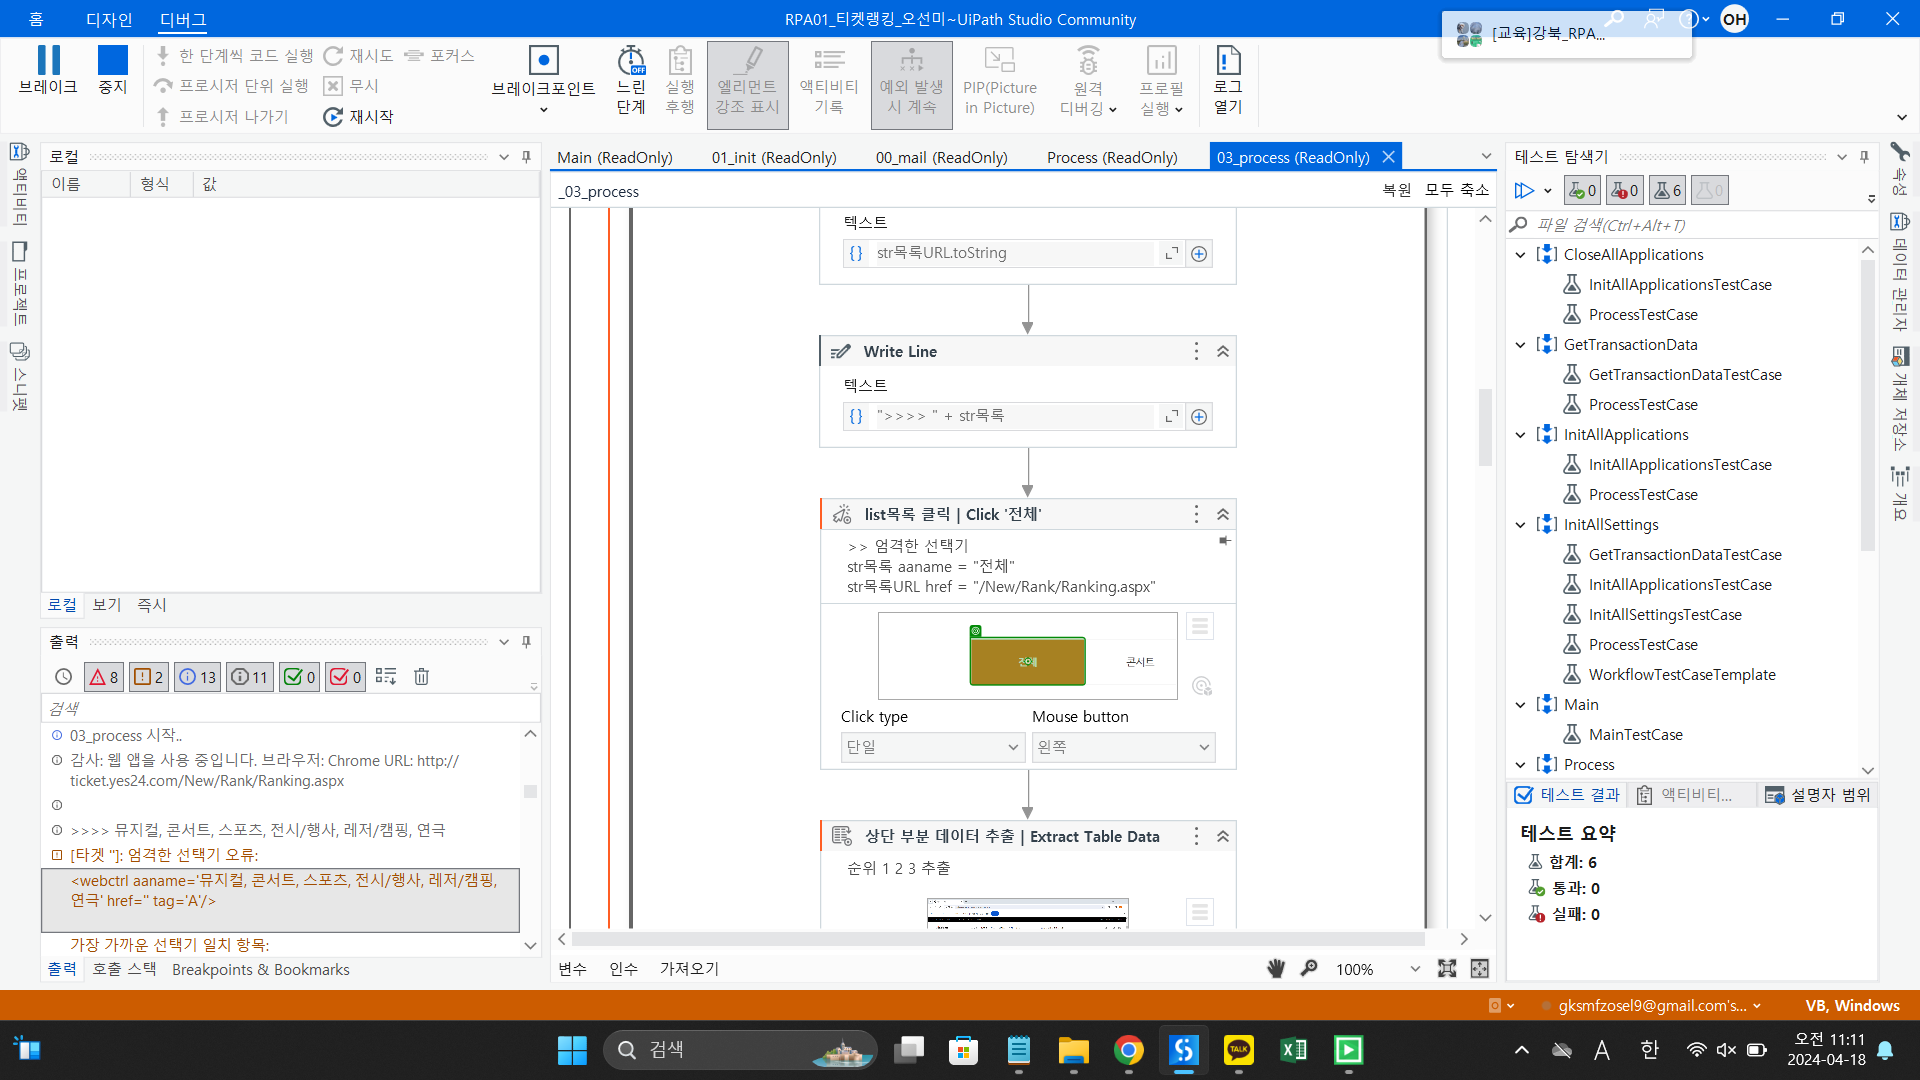 홈 디자인 디버그
RPA01_티켓랭킹_오선미~UiPath Studio Community
OH
[교육]강북_RPA...
브레이크
중지
한 단계씩 코드 실행
프로시저 단위 실행
프로시저 나가기
재시도
무시
재시작
포커스
브레이크포인트
느린
단계
OFF
실행
후행
엘리먼트
강조 표시
액티비티
기록
예외 발생
시 계속
PIP(Picture
in Picture)
원격
디버깅
프로필
실행
로그
열기
액티비티
프로젝트
스니펫
로컬
이름 형식 값
로컬 보기 즉시
출력
8 2 13 11 0 0
검색
03_process 시작..
감사: 웹 앱을 사용 중입니다. 브라우저: Chrome URL: http://
ticket.yes24.com/New/Rank/Ranking.aspx
>>>> 뮤지컬, 콘서트, 스포츠, 전시/행사, 레저/캠핑, 연극
[타겟 '']: 엄격한 선택기 오류:
<webctrl aaname='뮤지컬, 콘서트, 스포츠, 전시/행사, 레저/캠핑,
연극' href='' tag='A'/>
가장 가까운 선택기 일치 항목:
출력 호출 스택 Breakpoints & Bookmarks
Main (ReadOnly) 01_init (ReadOnly) 00_mail (ReadOnly) Process (ReadOnly) 03_process (ReadOnly)
_03_process
복원 모두 축소
텍스트
{} str목록URL.toString
Write Line
텍스트
{} ">>>> " + str목록
list목록 클릭 | Click '전체'
>> 엄격한 선택기
str목록 aaname = "전체"
str목록URL href = "/New/Rank/Ranking.aspx"
콘서트
Click type Mouse button
단일 왼쪽
상단 부분 데이터 추출 | Extract Table Data
순위 1 2 3 추출
변수 인수 가져오기
100%
테스트 탐색기
0 0 6 0
파일 검색(Ctrl+Alt+T)
CloseAllApplications
InitAllApplicationsTestCase
ProcessTestCase
GetTransactionData
GetTransactionDataTestCase
ProcessTestCase
InitAllApplications
InitAllApplicationsTestCase
ProcessTestCase
InitAllSettings
GetTransactionDataTestCase
InitAllApplicationsTestCase
InitAllSettingsTestCase
ProcessTestCase
WorkflowTestCaseTemplate
Main
MainTestCase
Process
테스트 결과 액티비티... 설명자 범위
테스트 요약
합계: 6
통과: 0
실패: 0
속성
데이터 관리자
개체 저장소
개요
gksmfzosel9@gmail.com's...
VB, Windows
검색
TALK
A 한
오전 11:11
2024-04-18